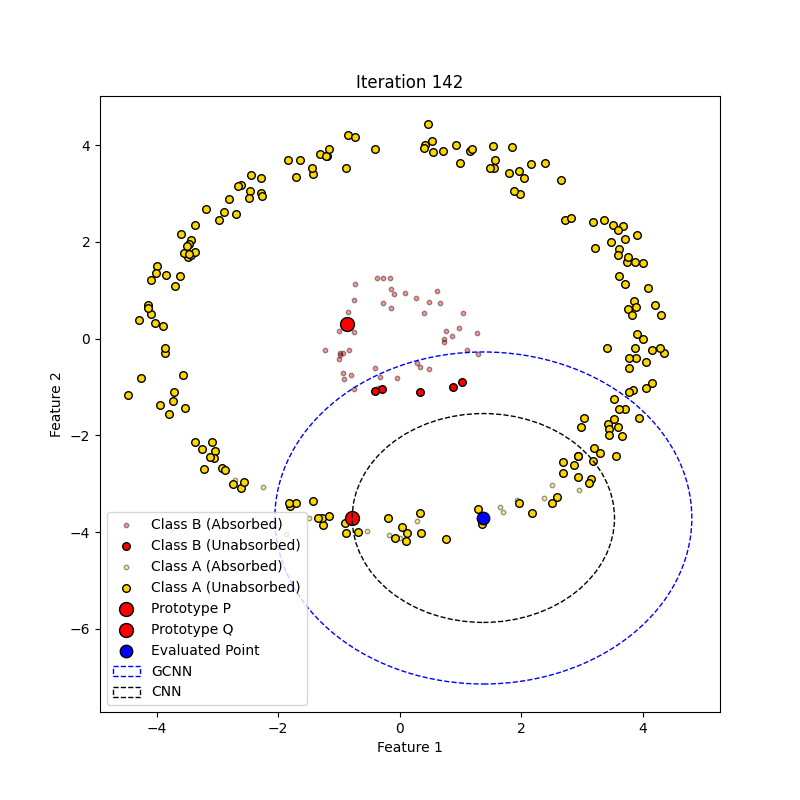 Iteration 142
Feature 2
4
2
0
−2
−4
−6
Class B (Absorbed)
Class B (Unabsorbed)
Class A (Absorbed)
Class A (Unabsorbed)
Prototype P
Prototype Q
Evaluated Point
GCNN
CNN
−4 −2 0 2 4
Feature 1